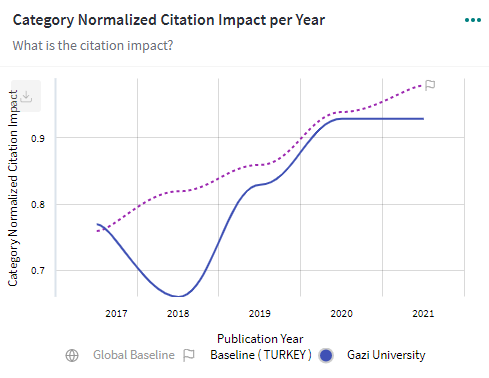 Category Normalized Citation Impact per Year
What is the citation impact?
Category Normalized Citation Impact
0.9
0.8
0.7
2017 2018 2019 2020 2021
Publication Year
Global Baseline Baseline ( TURKEY ) Gazi University